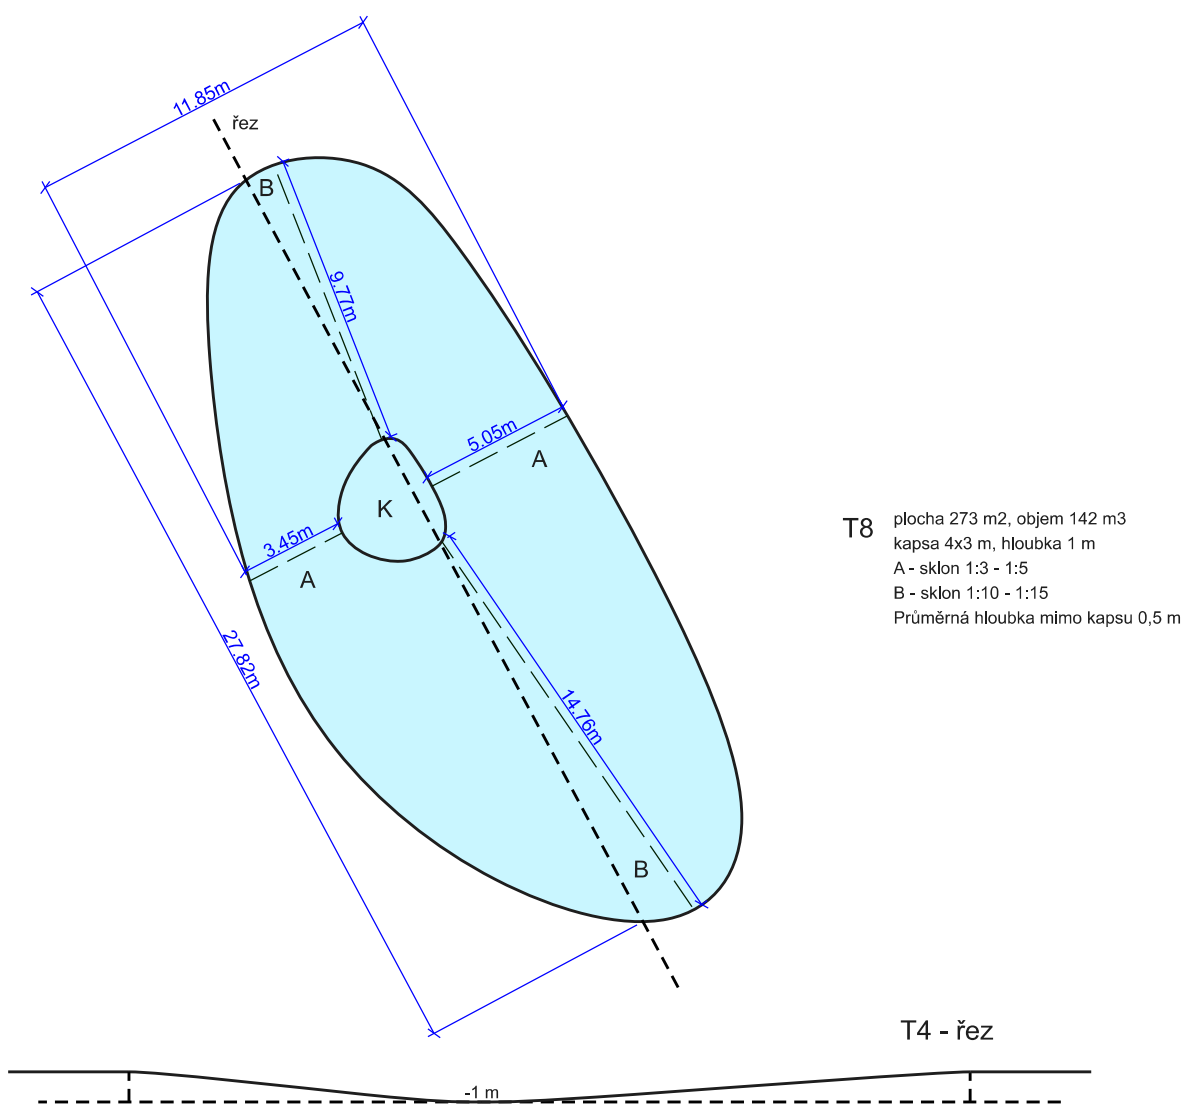 11.85m
řez
B
9.77m
5.05m
A
K
3.45m
A
27.82m
14.76m
B
T8
plocha 273 m2, objem 142 m3
kapsa 4x3 m, hloubka 1 m
A - sklon 1:3 - 1:5
B - sklon 1:10 - 1:15
Průměrná hloubka mimo kapsu 0,5 m
T4 - řez
-1 m